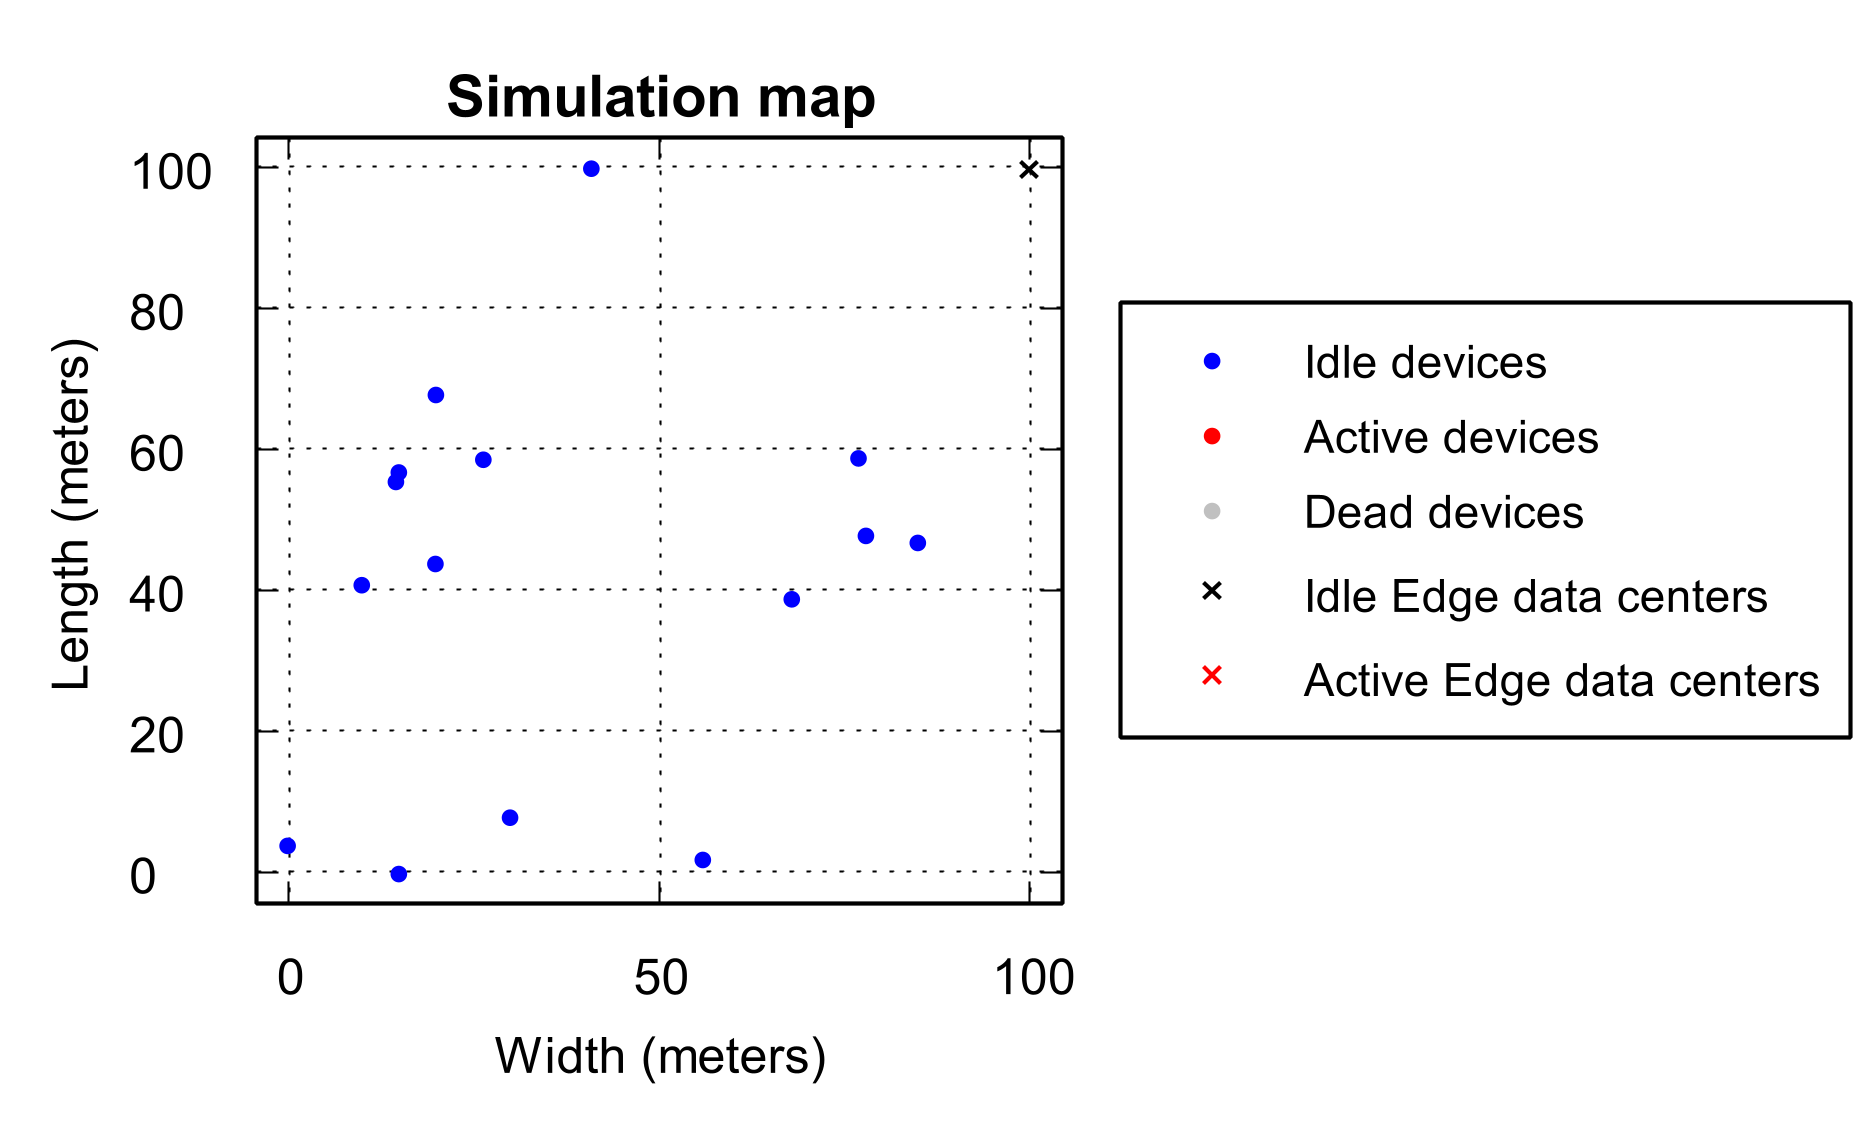 Simulation map
100
80
60
40
20
0
Length (meters)
0 50 100
Width (meters)
Idle devices
Active devices
Dead devices
Idle Edge data centers
Active Edge data centers